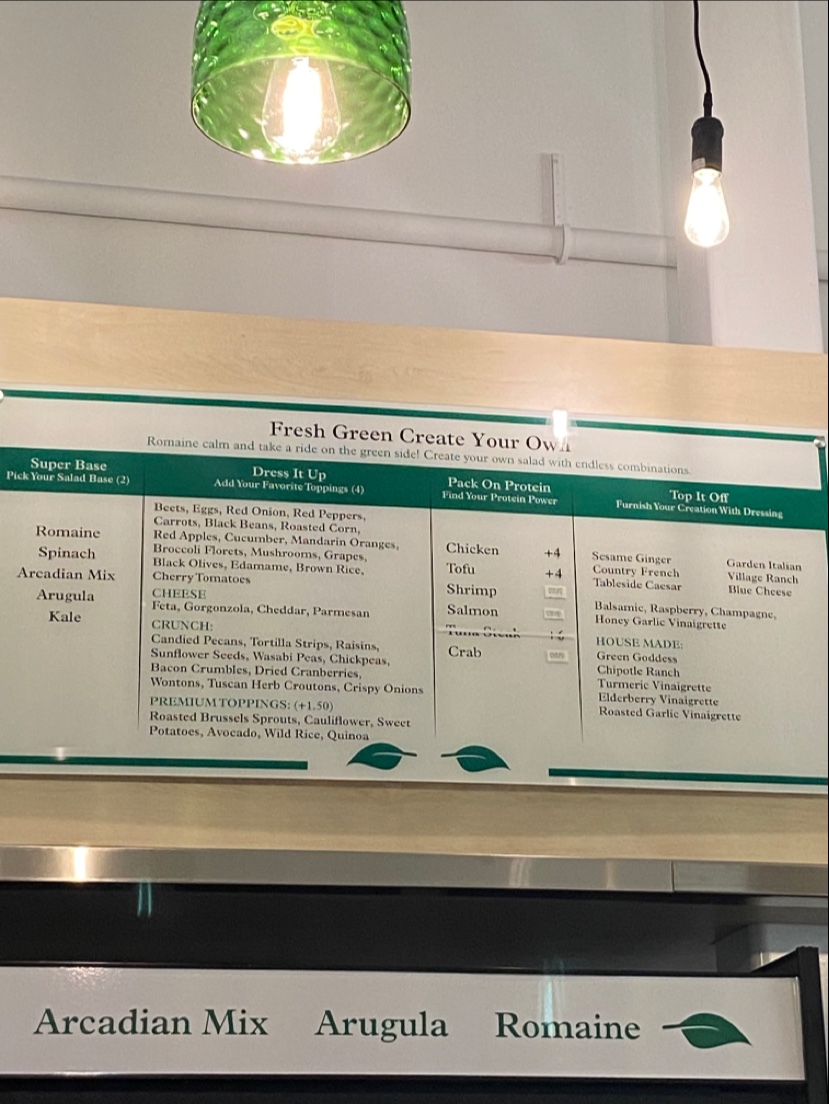 Fresh Green Create Your Own
Romaine calm and take a ride on the green side! Create your own salad with endless combinations.
Super Base
Pick Your Salad Base (2)
Romaine
Spinach
Arcadian Mix
Arugula
Kale
Dress It Up
Add Your Favorite Toppings (4)
Beets, Eggs, Red Onion, Red Peppers,
Carrots, Black Beans, Roasted Corn,
Red Apples, Cucumber, Mandarin Oranges,
Broccoli Florets, Mushrooms, Grapes,
Black Olives, Edamame, Brown Rice,
Cherry Tomatoes
CHEESE
Feta, Gorgonzola, Cheddar, Parmesan
CRUNCH:
Candied Pecans, Tortilla Strips, Raisins,
Sunflower Seeds, Wasabi Peas, Chickpeas,
Bacon Crumbles, Dried Cranberries,
Wontons, Tuscan Herb Croutons, Crispy Onions
PREMIUM TOPPINGS: (+1.50)
Roasted Brussels Sprouts, Cauliflower, Sweet
Potatoes, Avocado, Wild Rice, Quinoa
Pack On Protein
Find Your Protein Power
Chicken +4
Tofu +4
Shrimp
Salmon
Tuna Steak
Crab
Top It Off
Furnish Your Creation With Dressing
Sesame Ginger Garden Italian
Country French Village Ranch
Tableside Caesar Blue Cheese
Balsamic, Raspberry, Champagne,
Honey Garlic Vinaigrette
HOUSE MADE:
Green Goddess
Chipotle Ranch
Turmeric Vinaigrette
Elderberry Vinaigrette
Roasted Garlic Vinaigrette
Arcadian Mix Arugula Romaine